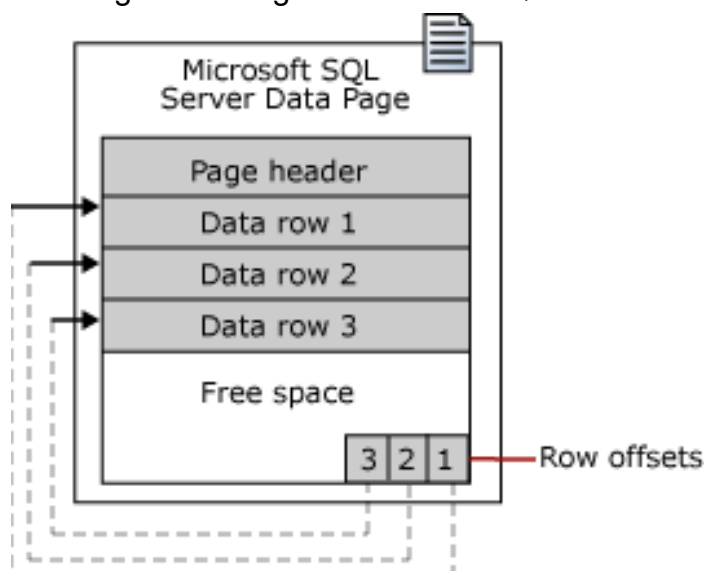 Microsoft SQL
Server Data Page
Page header
Data row 1
Data row 2
Data row 3
Free space
3 2 1
Row offsets